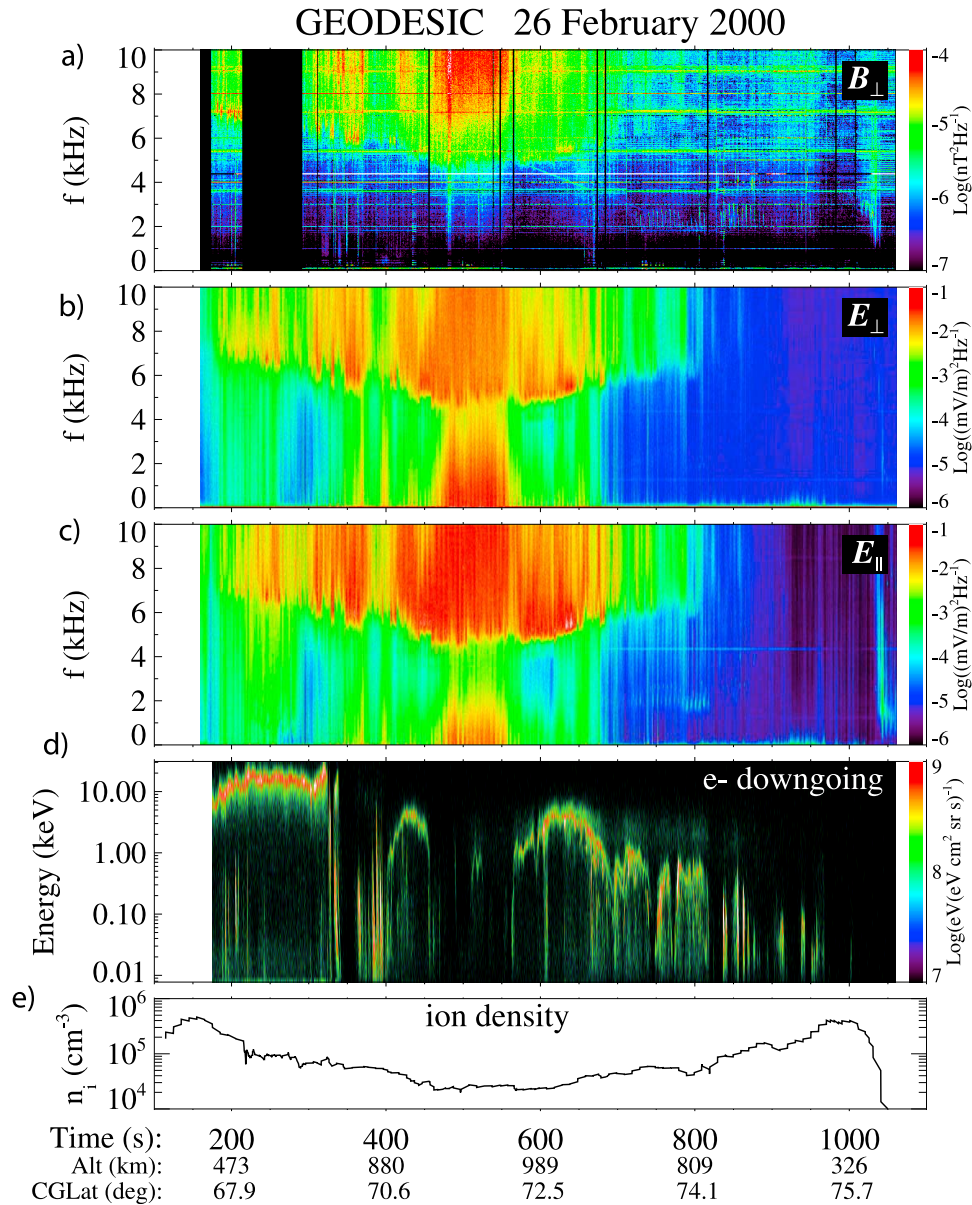 GEODESIC 26 February 2000
a)
B⊥
f (kHz)
10
8
6
4
2
0
-4
-5
-6
-7
Log(nT²Hz⁻¹)
b)
E⊥
f (kHz)
10
8
6
4
2
0
-1
-2
-3
-4
-5
-6
Log((mV/m)²Hz⁻¹)
c)
E||
f (kHz)
10
8
6
4
2
0
-1
-2
-3
-4
-5
-6
Log((mV/m)²Hz⁻¹)
d)
e- downgoing
Energy (keV)
10.00
1.00
0.10
0.01
9
8
7
Log(eV(eV cm² sr s)⁻¹)
e)
ion density
n_i (cm⁻³)
10⁶
10⁵
10⁴
Time (s): 200 400 600 800 1000
Alt (km): 473 880 989 809 326
CGLat (deg): 67.9 70.6 72.5 74.1 75.7